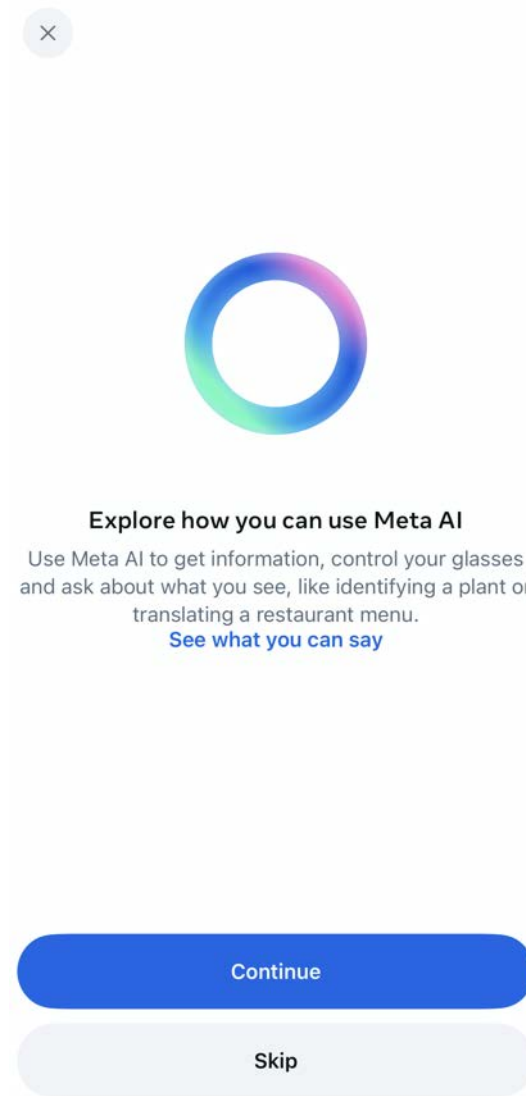 Explore how you can use Meta AI
Use Meta AI to get information, control your glasses
and ask about what you see, like identifying a plant or
translating a restaurant menu.
See what you can say
Continue
Skip